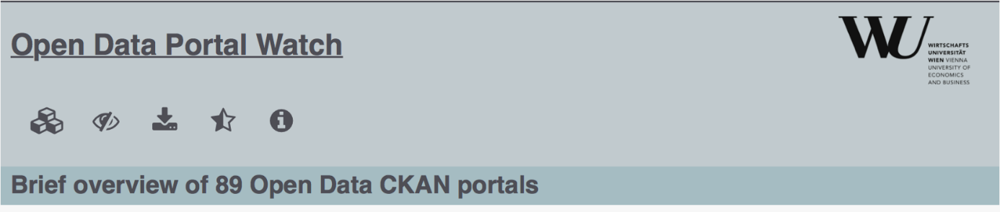 Open Data Portal Watch
WU
WIRTSCHAFTS
UNIVERSITÄT
WIEN VIENNA
UNIVERSITY OF
ECONOMICS
AND BUSINESS
Brief overview of 89 Open Data CKAN portals